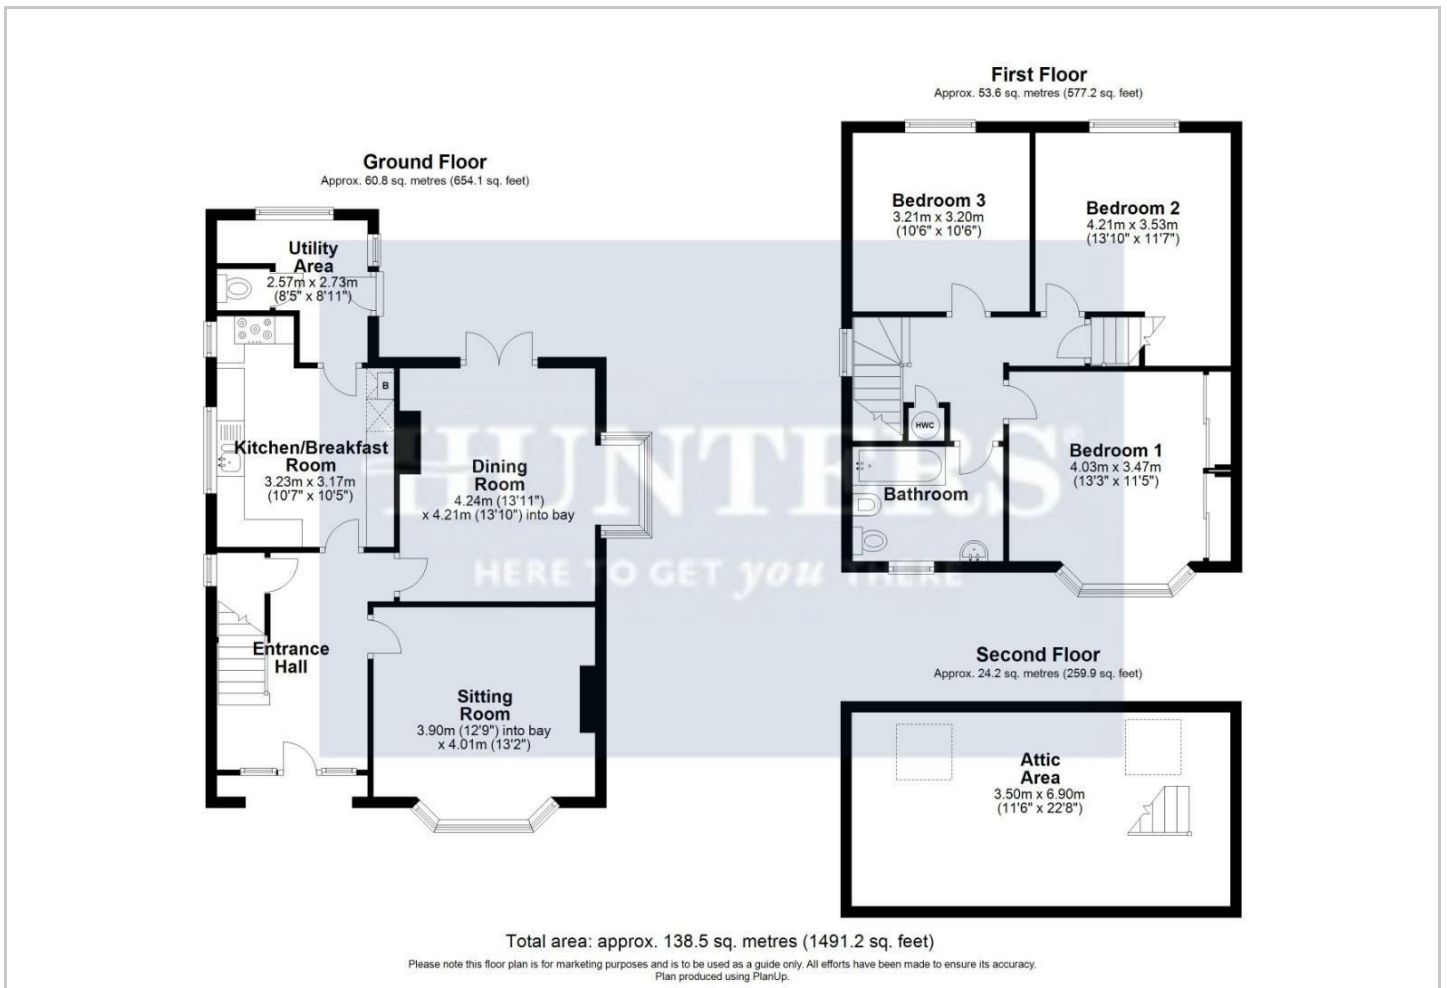 First Floor
Approx. 53.6 sq. metres (577.2 sq. feet)
Ground Floor
Approx. 60.8 sq. metres (654.1 sq. feet)
Bedroom 3
3.21m x 3.20m
(10'6" x 10'6")
Bedroom 2
4.21m x 3.53m
(13'10" x 11'7")
Utility
Area
2.57m x 2.73m
(8'5" x 8'11")
B
Kitchen/Breakfast
Room
3.23m x 3.17m
(10'7" x 10'5")
Dining
Room
4.24m (13'11")
x 4.21m (13'10") into bay
HWC
Bedroom 1
4.03m x 3.47m
(13'3" x 11'5")
Bathroom
HUNTERS
HERE TO GET you THERE
Entrance
Hall
Sitting
Room
3.90m (12'9") into bay
x 4.01m (13'2")
Second Floor
Approx. 24.2 sq. metres (259.9 sq. feet)
Attic
Area
3.50m x 6.90m
(11'6" x 22'8")
Total area: approx. 138.5 sq. metres (1491.2 sq. feet)
Please note this floor plan is for marketing purposes and is to be used as a guide only. All efforts have been made to ensure its accuracy.
Plan produced using PlanUp.